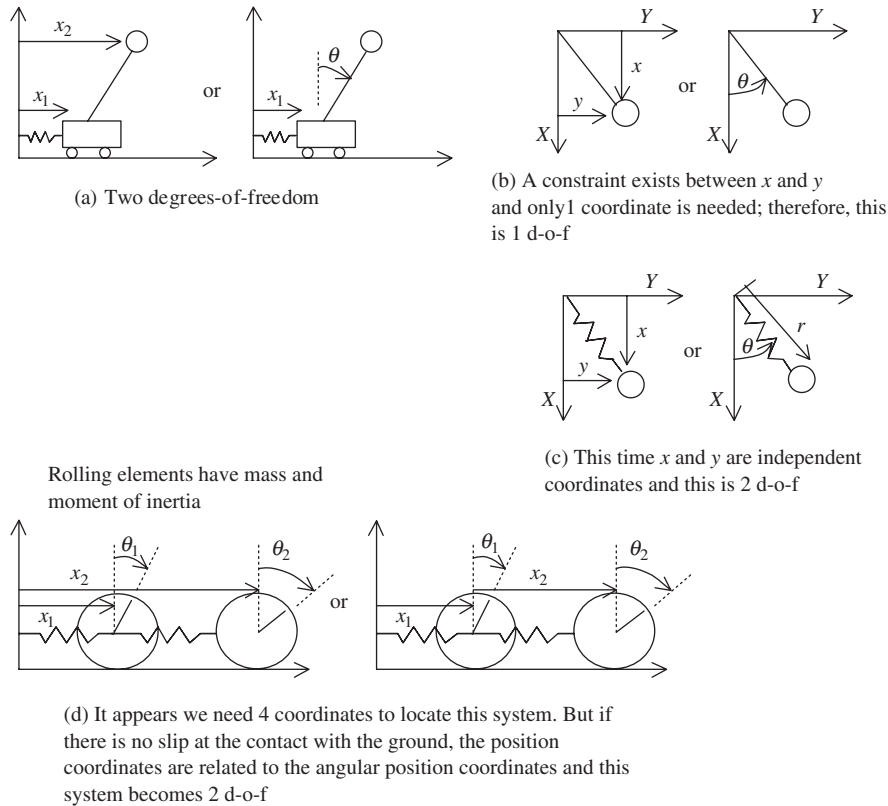 x2
θ
x1
or
x1
(a) Two degrees-of-freedom
Y
x
y
X
or
Y
θ
X
(b) A constraint exists between x and y
and only1 coordinate is needed; therefore, this
is 1 d-o-f
Y
x
y
X
or
Y
r
θ
X
(c) This time x and y are independent
coordinates and this is 2 d-o-f
Rolling elements have mass and
moment of inertia
θ1
θ2
x2
x1
or
θ1
θ2
x2
x1
(d) It appears we need 4 coordinates to locate this system. But if
there is no slip at the contact with the ground, the position
coordinates are related to the angular position coordinates and this
system becomes 2 d-o-f